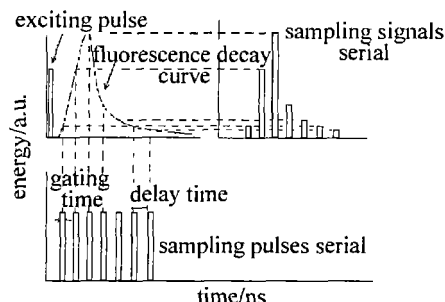 exciting pulse
sampling signals
serial
fluorescence decay
curve
energy/a.u.
gating
time
delay time
sampling pulses serial
time/ns